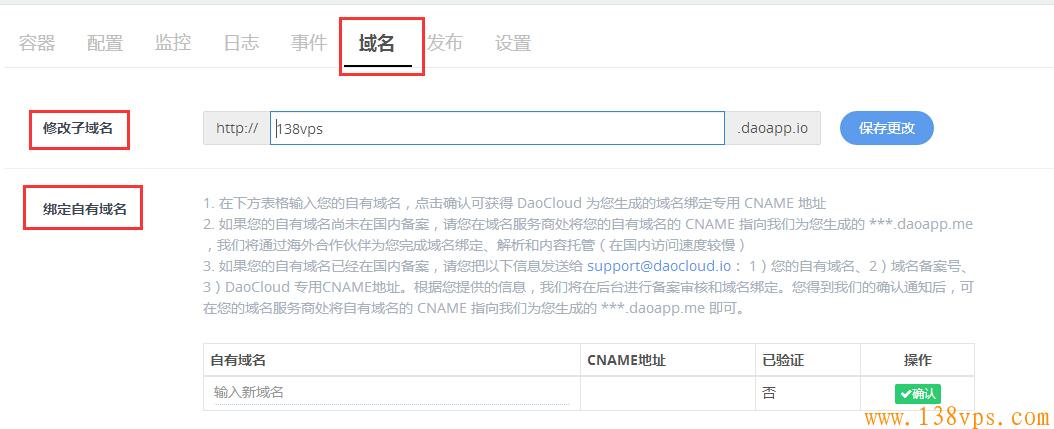 容器 配置 监控 日志 事件 域名 发布 设置
修改子域名 http:// 138vps .daoapp.io 保存更改
绑定自有域名
1. 在下方表格输入您的自有域名，点击确认可获得 DaoCloud 为您生成的域名绑定专用 CNAME 地址
2. 如果您的自有域名尚未在国内备案，请您在域名服务商处将您的自有域名的 CNAME 指向我们为您生成的 ***.daoapp.me
，我们将通过海外合作伙伴为您完成域名绑定、解析和内容托管（在国内访问速度较慢）
3. 如果您的自有域名已经在国内备案，请您把以下信息发送给 support@daocloud.io： 1）您的自有域名、2）域名备案号、
3）DaoCloud 专用CNAME地址。根据您提供的信息，我们将在后台进行备案审核和域名绑定。您得到我们的确认通知后，可
在您的域名服务商处将自有域名的 CNAME 指向我们为您生成的 ***.daoapp.me 即可。
自有域名 CNAME地址 已验证 操作
输入新域名 否 确认
www.138vps.com